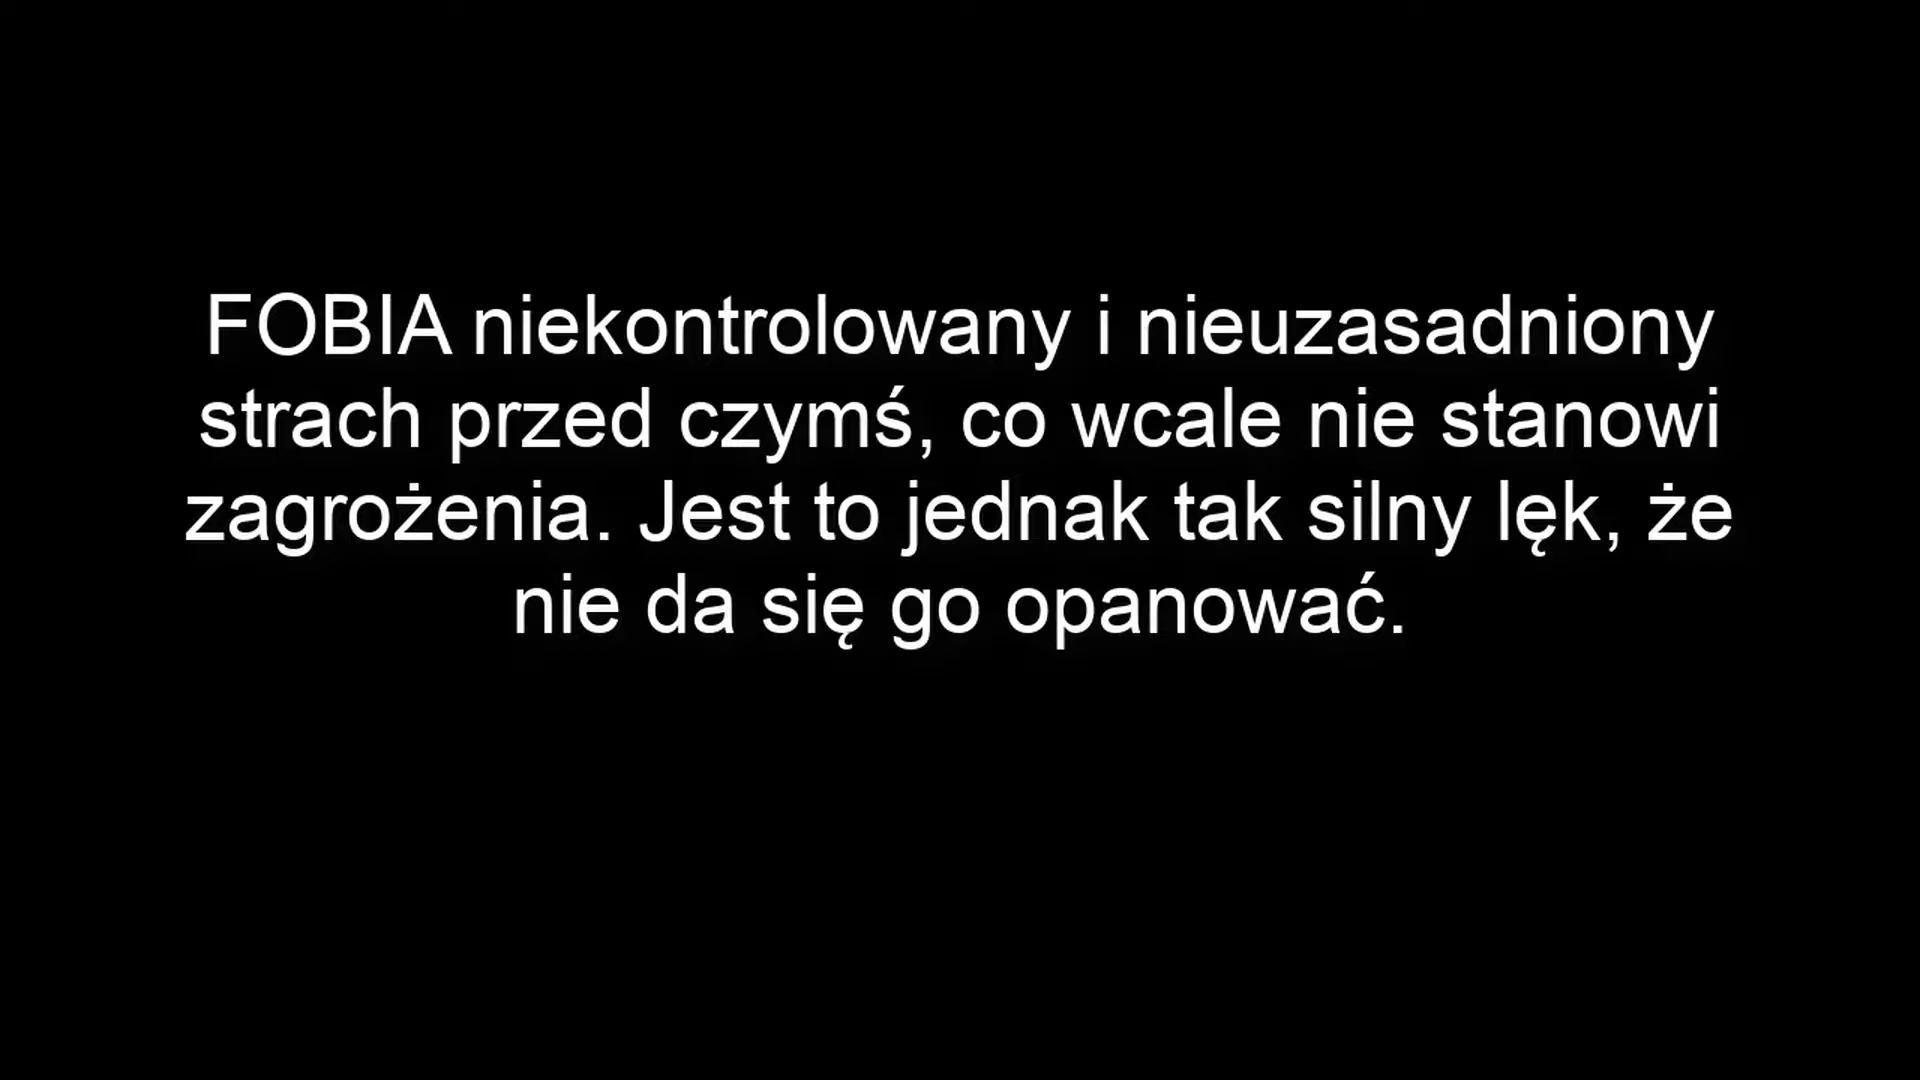 FOBIA niekontrolowany i nieuzasadniony
strach przed czymś, co wcale nie stanowi
zagrożenia. Jest to jednak tak silny lęk, że
nie da się go opanować.